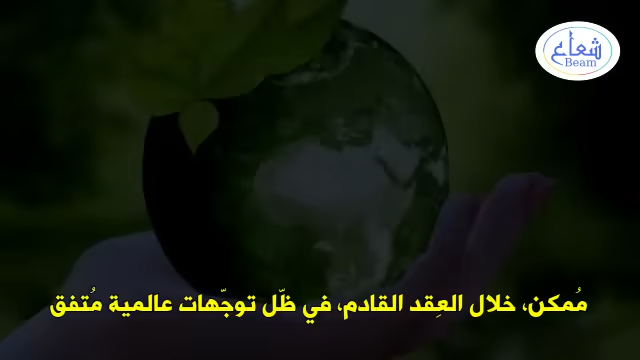 شعاع
Beam
مُمكن، خلال العِقد القادم، في ظّل توجّهات عالمية مُتفق